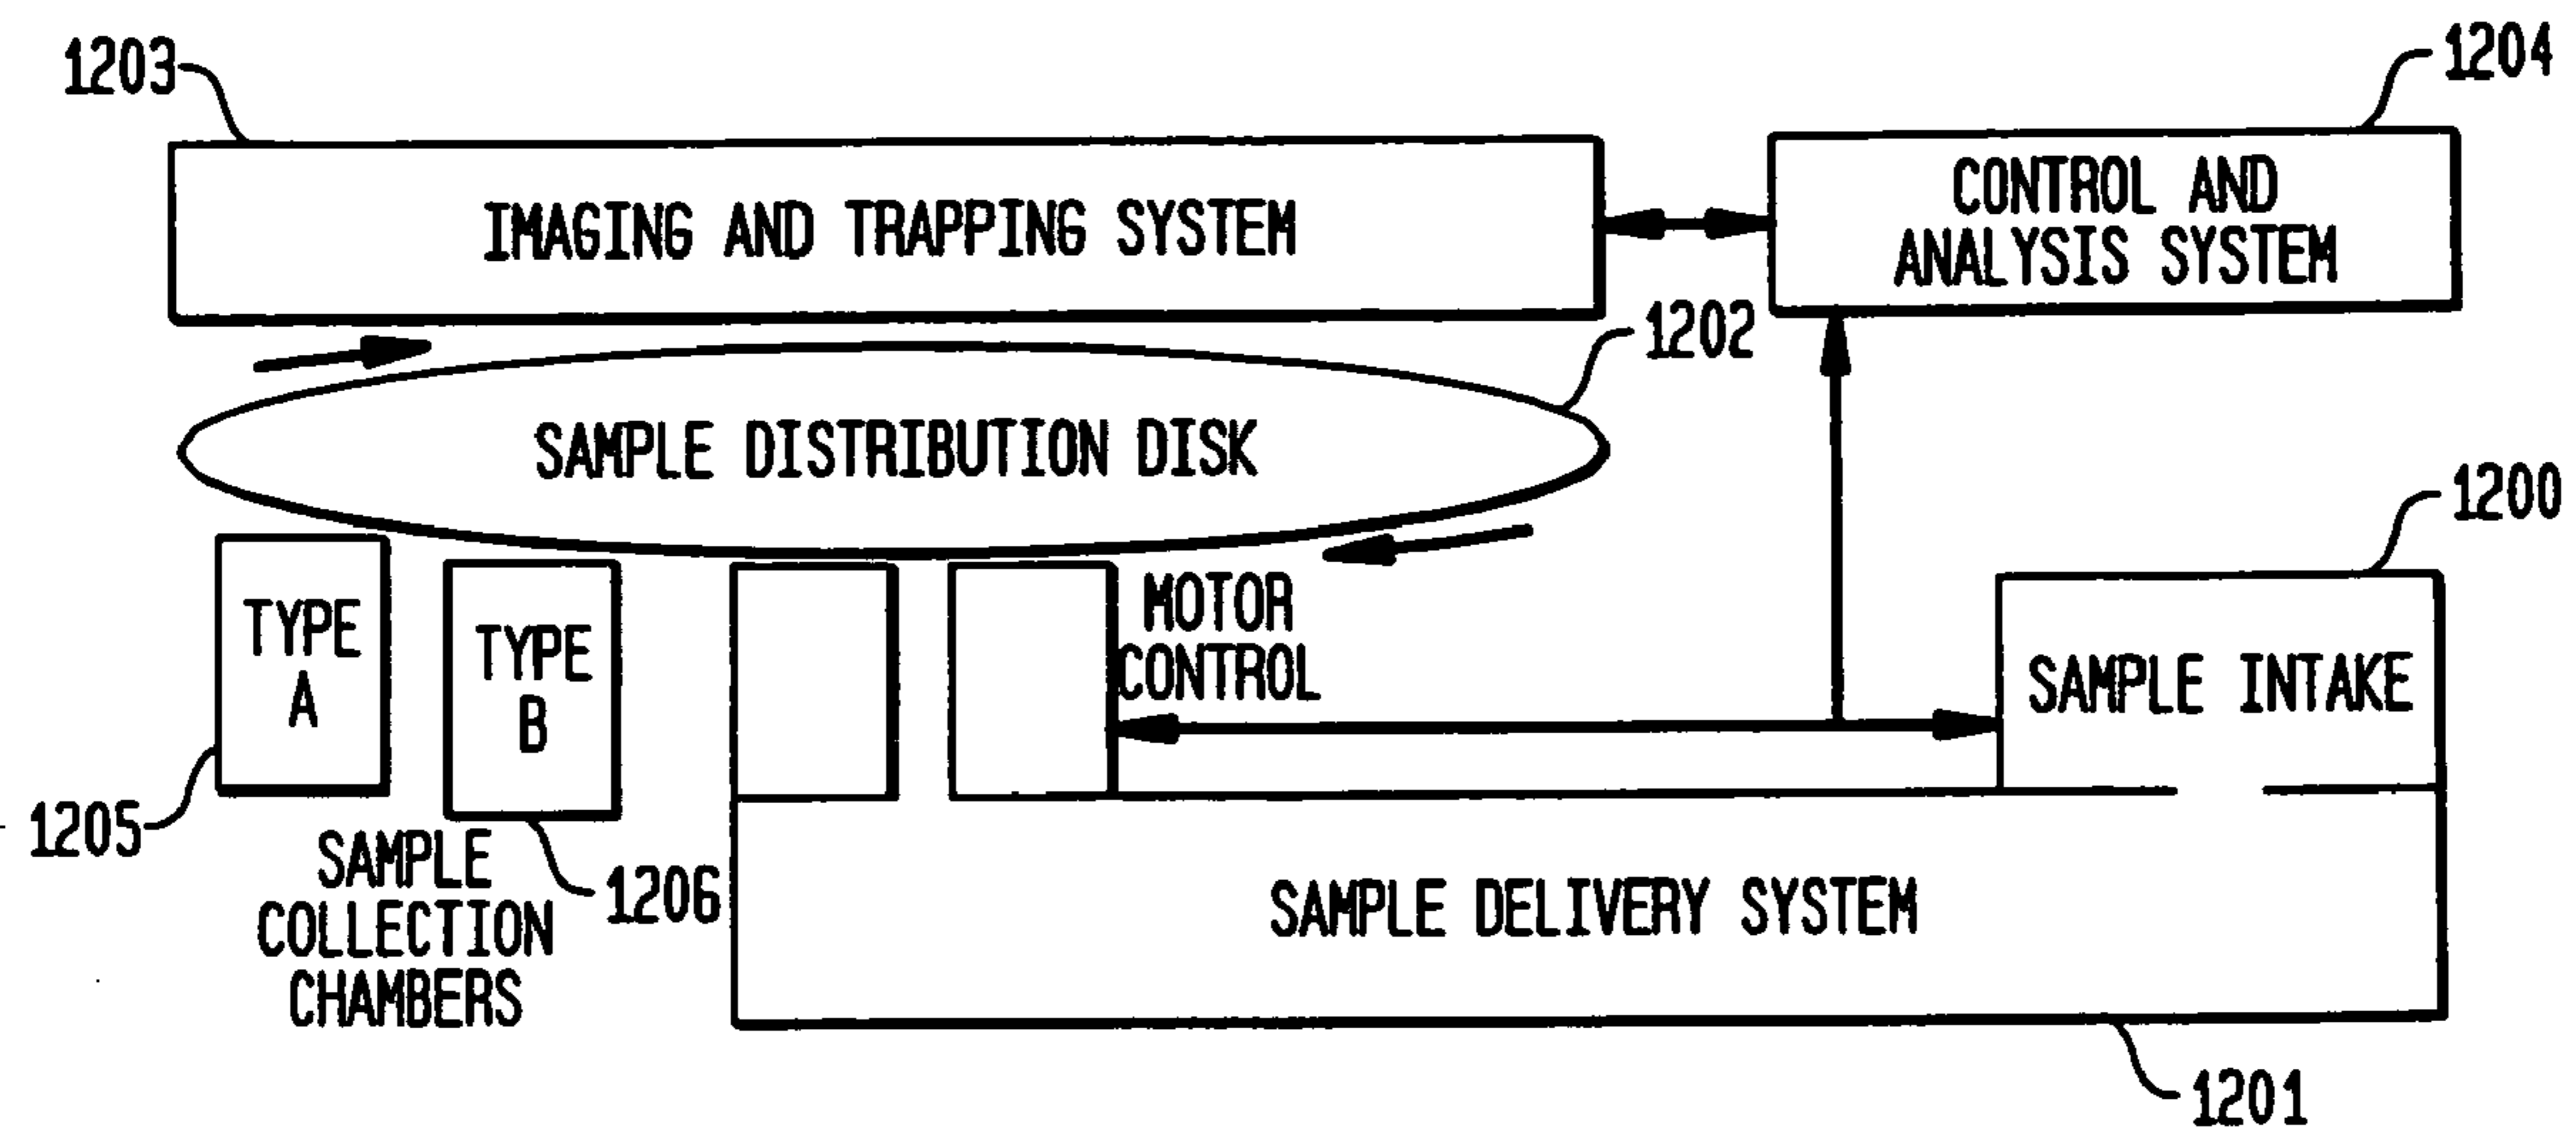 1203
1204
IMAGING AND TRAPPING SYSTEM
CONTROL AND
ANALYSIS SYSTEM
1202
SAMPLE DISTRIBUTION DISK
1200
TYPE
A
TYPE
B
MOTOR
CONTROL
SAMPLE INTAKE
1205
SAMPLE
COLLECTION
CHAMBERS
1206
SAMPLE DELIVERY SYSTEM
1201